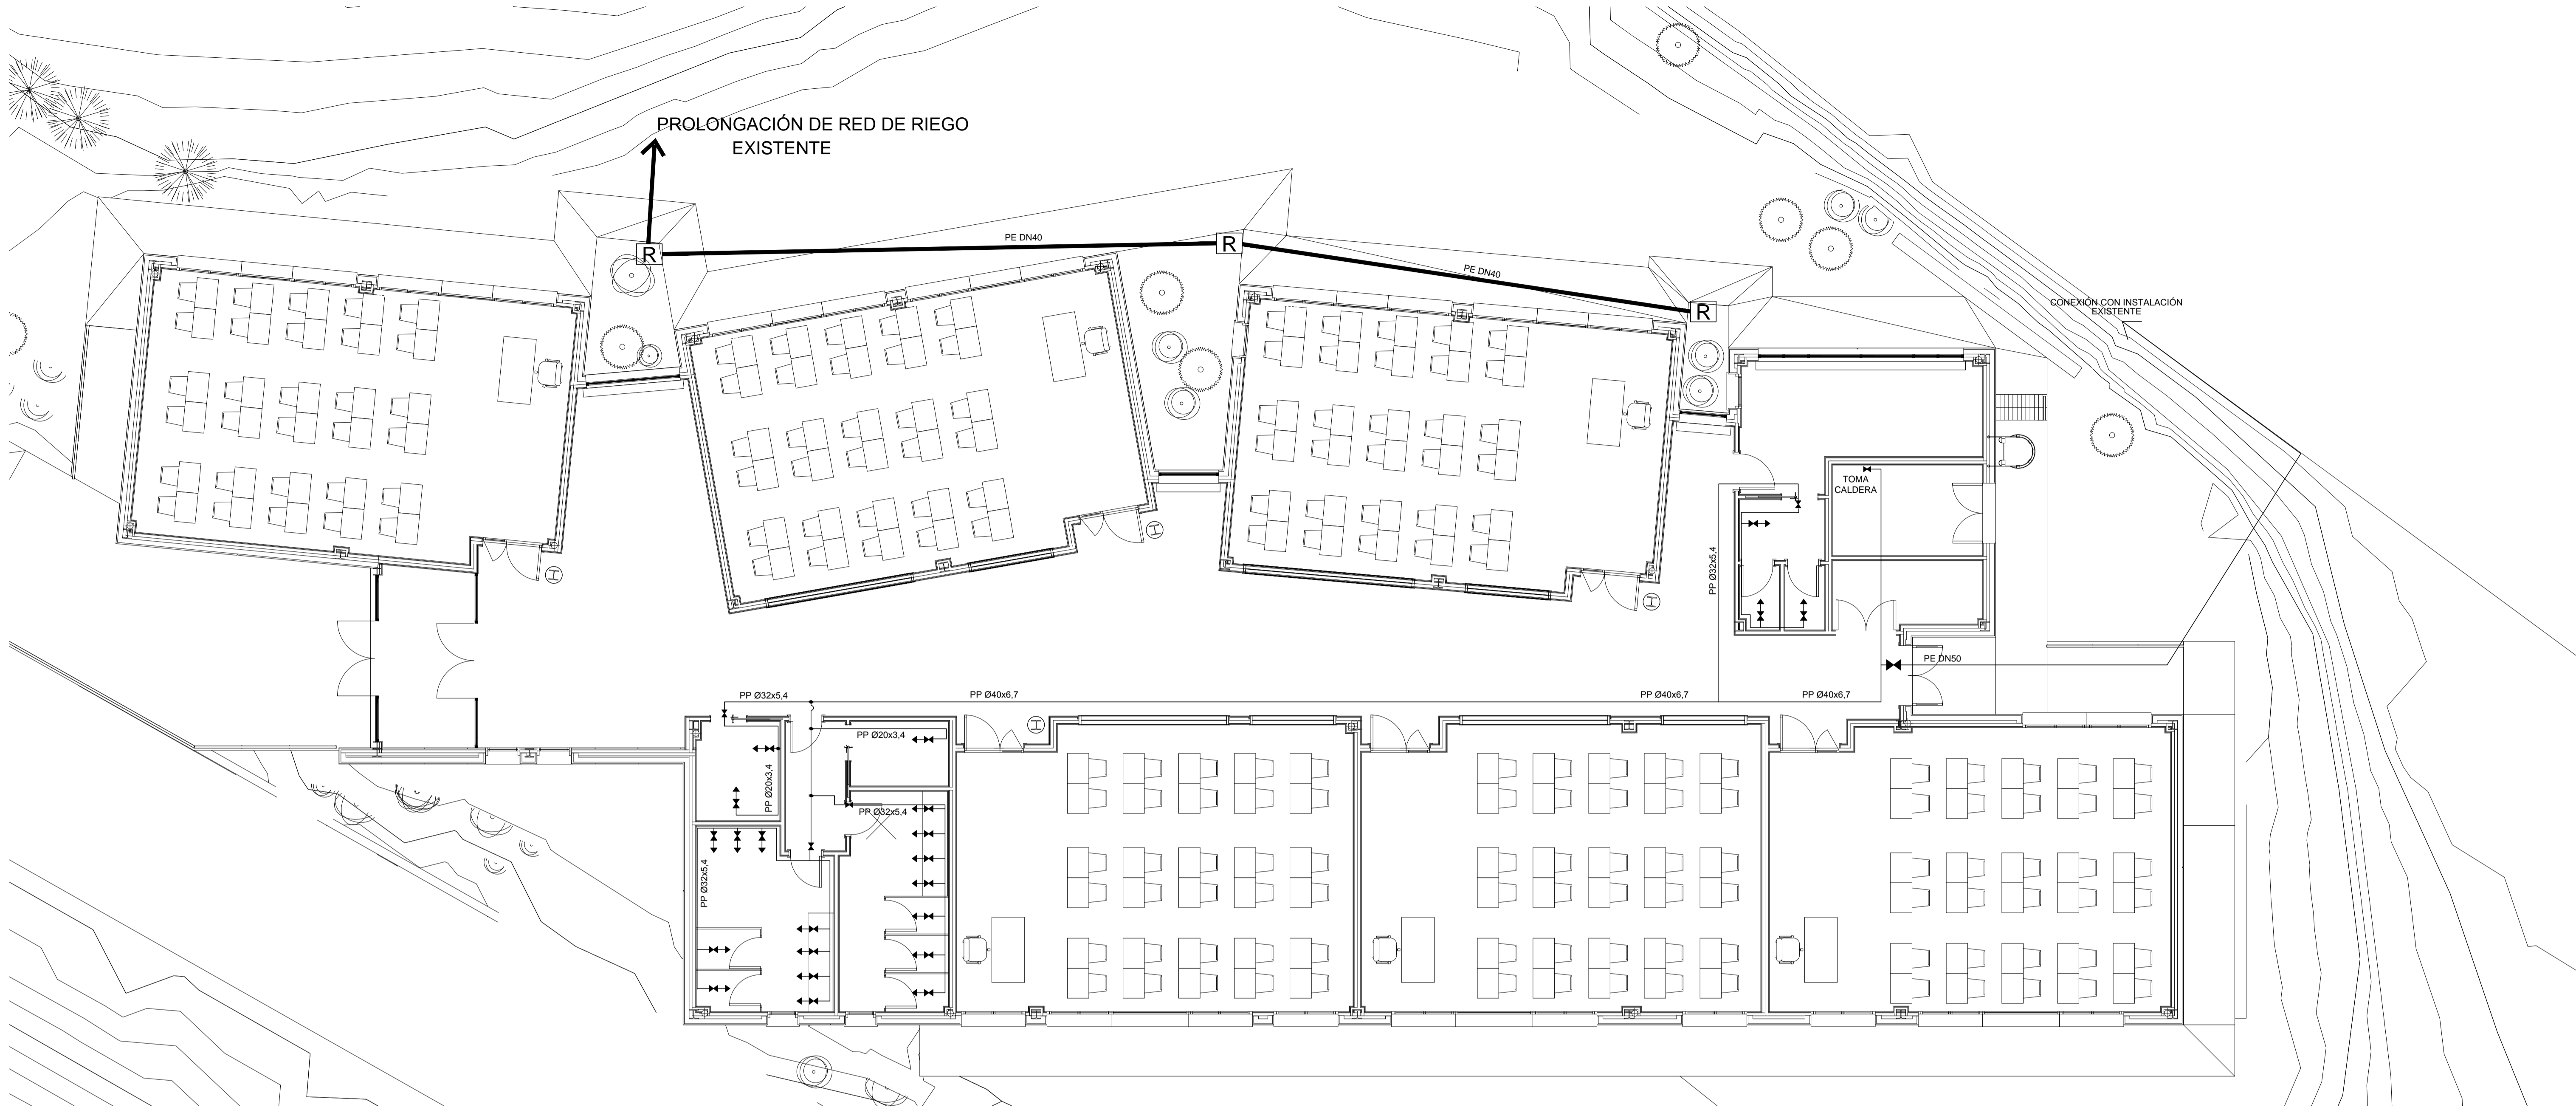 PROLONGACIÓN DE RED DE RIEGO
EXISTENTE
R
PE DN40
R
PE DN40
R
CONEXIÓN CON INSTALACIÓN
EXISTENTE
TOMA
CALDERA
PP Ø32x5,4
H
H
H
PE DN50
PP Ø32x5,4
PP Ø40x6,7
PP Ø40x6,7
PP Ø40x6,7
H
PP Ø20x3,4
PP Ø20x3,4
PP Ø32x5,4
PP Ø32x5,4